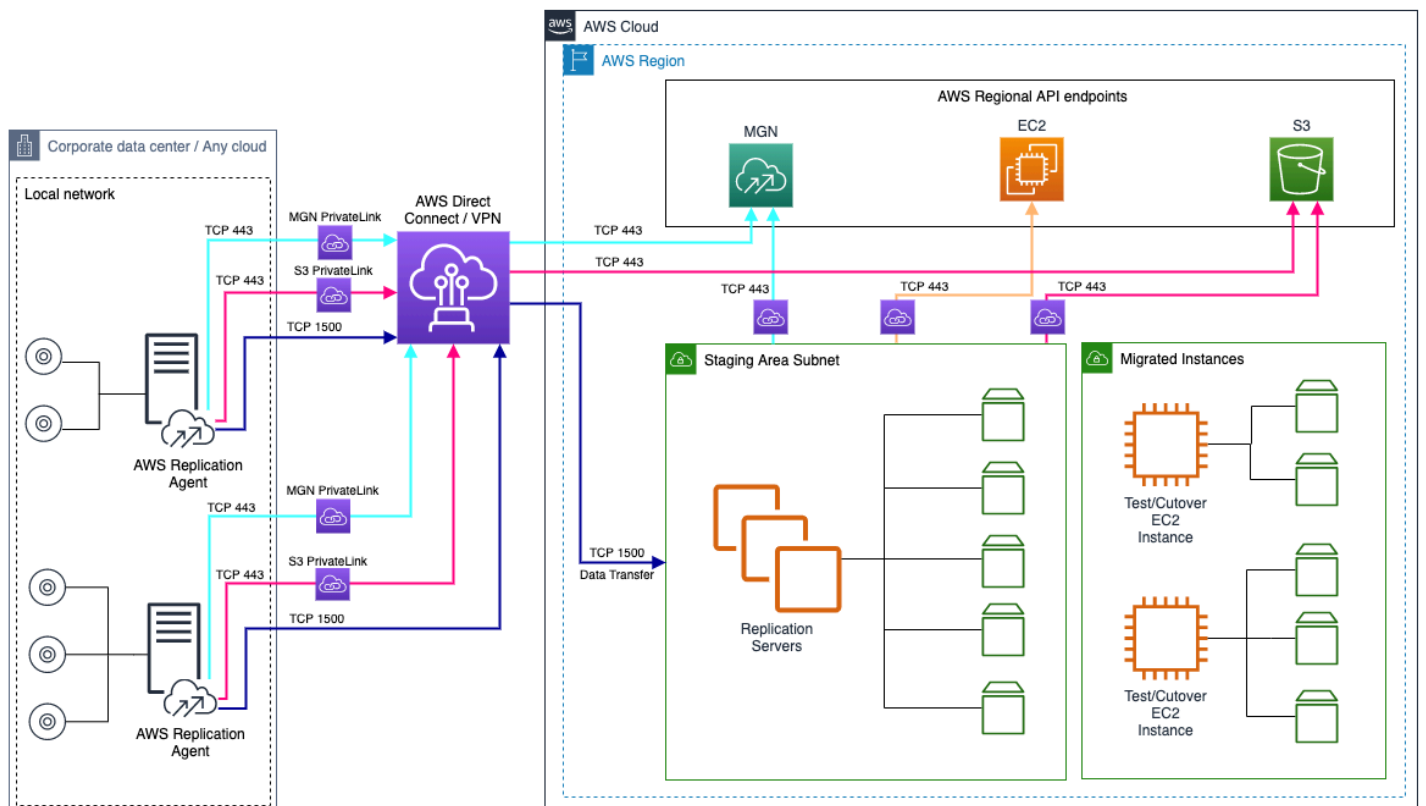 aws
AWS Cloud
AWS Region
AWS Regional API endpoints
MGN
EC2
S3
Corporate data center / Any cloud
Local network
AWS Direct
Connect / VPN
MGN PrivateLink
TCP 443
TCP 443
TCP 443
S3 PrivateLink
TCP 443
TCP 443
TCP 443
TCP 443
TCP 1500
AWS Replication
Agent
MGN PrivateLink
TCP 443
S3 PrivateLink
TCP 443
TCP 1500
AWS Replication
Agent
TCP 1500
Data Transfer
Staging Area Subnet
Replication
Servers
Migrated Instances
Test/Cutover
EC2
Instance
Test/Cutover
EC2
Instance